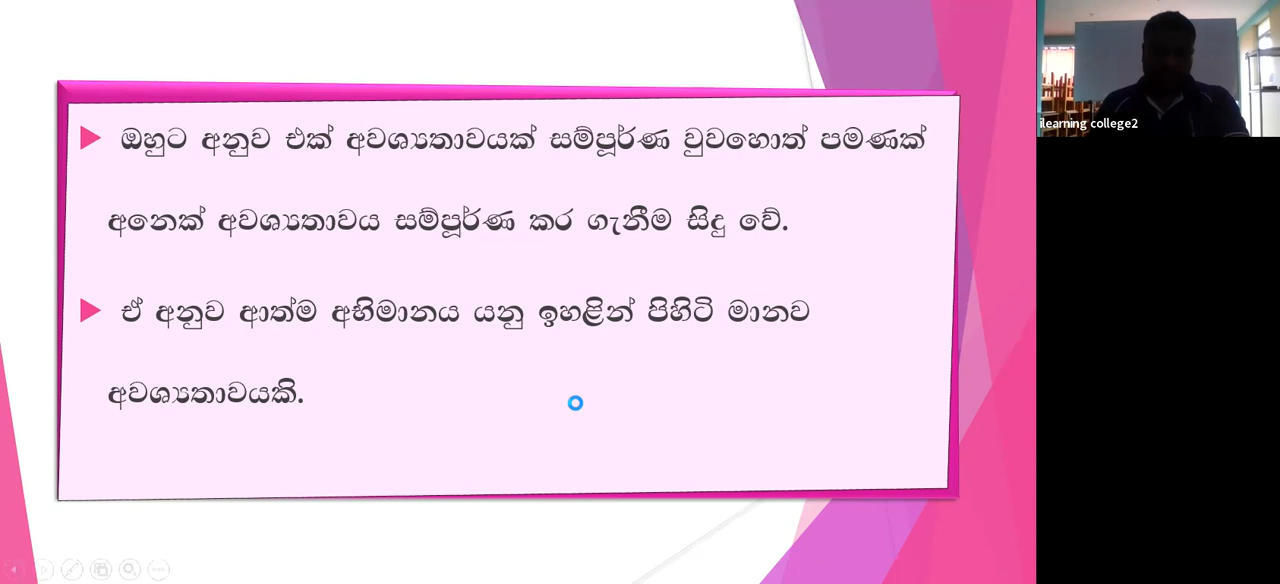 ඔහුට අනුව එක් අවශ්‍යතාවයක් සම්පූර්ණ වුවහොත් පමණක්
අනෙක් අවශ්‍යතාවය සම්පූර්ණ කර ගැනීම සිදු වේ.
ඒ අනුව ආත්ම අභිමානය යනු ඉහළින් පිහිටි මානව
අවශ්‍යතාවයකි.
ilearning college2